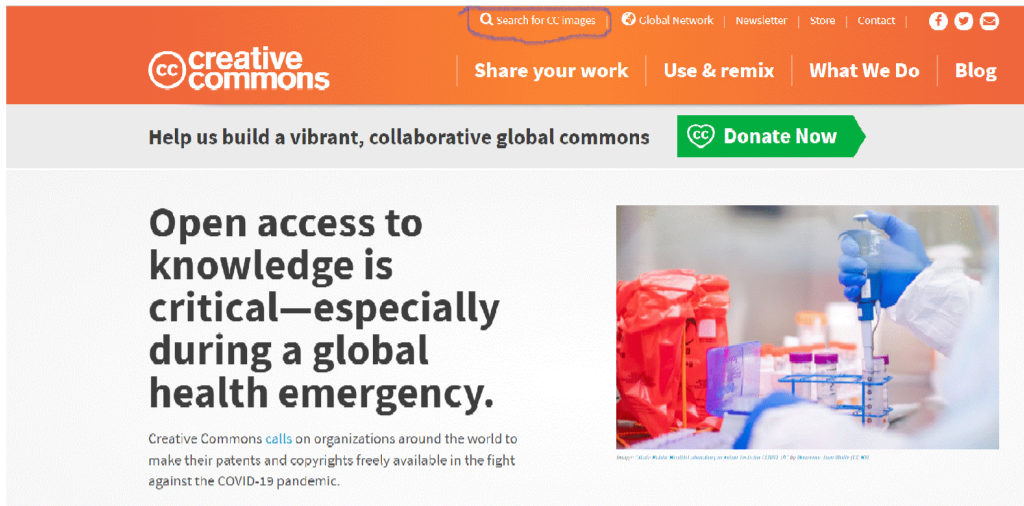 Search for CC images
Global Network
Newsletter
Store
Contact
cc creative
commons
Share your work
Use & remix
What We Do
Blog
Help us build a vibrant, collaborative global commons
cc Donate Now
Open access to
knowledge is
critical—especially
during a global
health emergency.
Creative Commons calls on organizations around the world to
make their patents and copyrights freely available in the fight
against the COVID-19 pandemic.